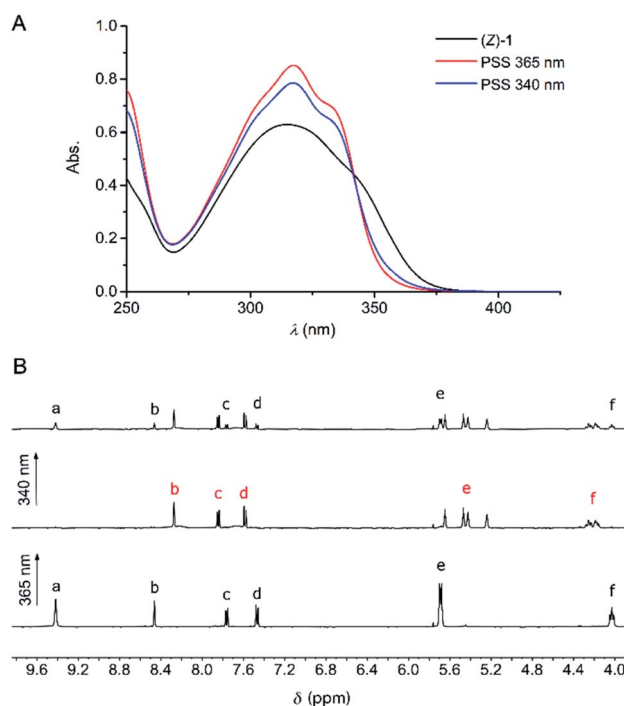 A
1.0
0.8
0.6
0.4
0.2
0.0
Abs.
(Z)-1
PSS 365 nm
PSS 340 nm
250 300 350 400
λ (nm)
B
a b c d e f
340 nm
b c d e f
365 nm
a b c d e f
9.6 9.2 8.8 8.4 8.0 7.6 7.2 6.8 6.4 6.0 5.6 5.2 4.8 4.4 4.0
δ (ppm)